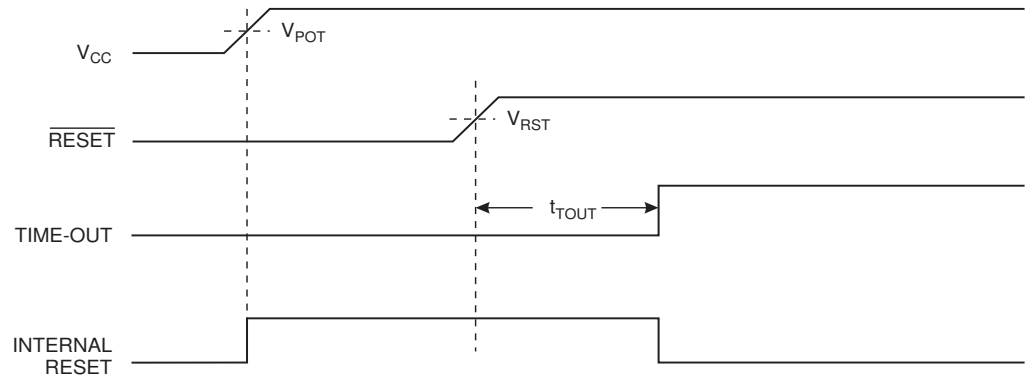 V_CC
V_POT
RESET
V_RST
TIME-OUT
t_TOUT
INTERNAL
RESET